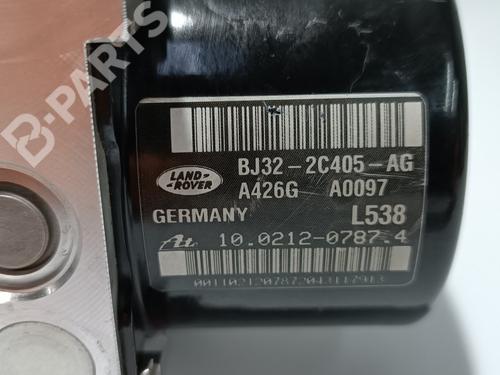 B-PARTS
LAND-
ROVER
BJ32-2C405-AG
A426G A0097
GERMANY L538
10.0212-0787.4